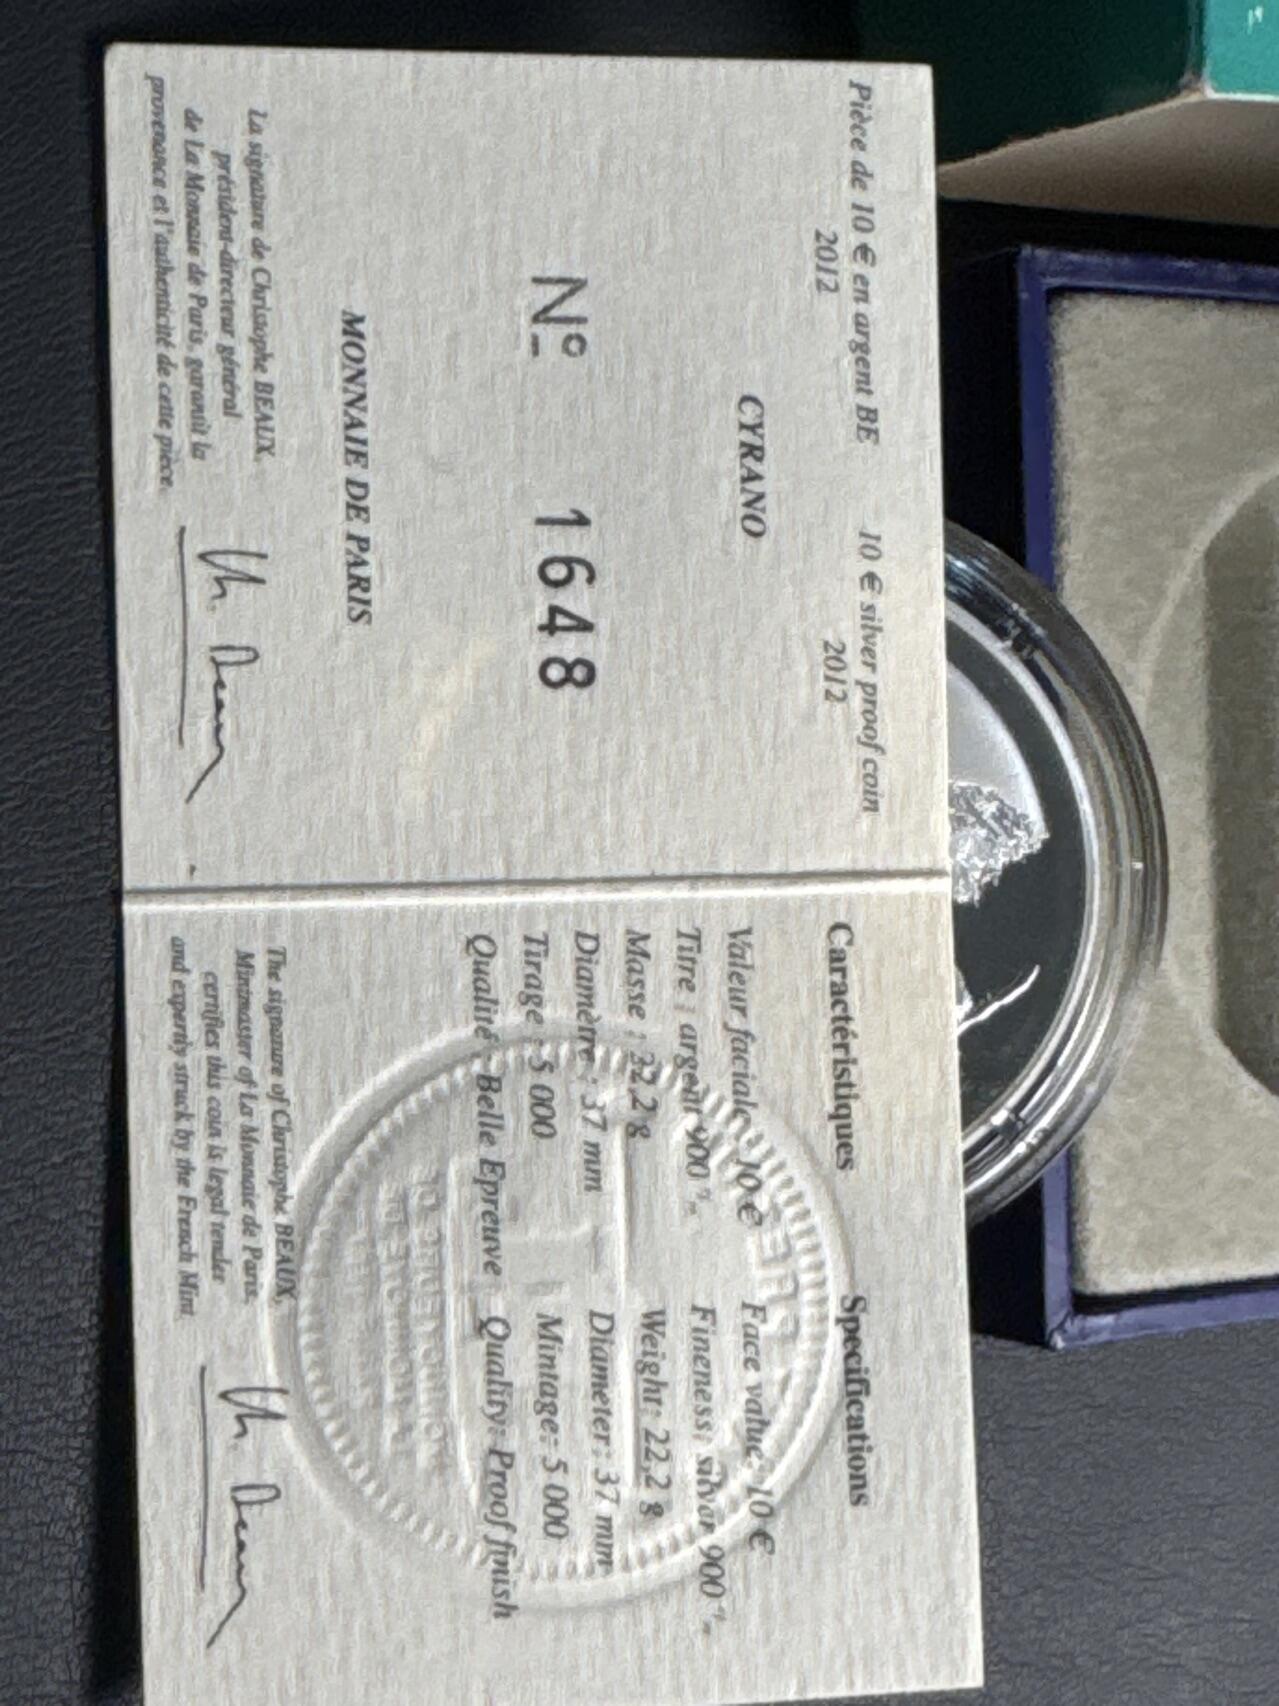 Pièce de 10 € en argent BE
2012
10 € silver proof coin
2012
CYRANO
Nº 1648
MONNAIE DE PARIS
La signature de Christophe BEAUX,
président-directeur général
de La Monnaie de Paris, garantit la
provenance et l'authenticité de cette pièce.
Caractéristiques
Valeur faciale : 10 €
Titre : argent 900 ‰
Masse : 22,2 g
Diamètre : 37 mm
Tirage : 5 000
Qualité : Belle Epreuve
Specifications
Face value: 10 €
Fineness: silver 900 ‰
Weight: 22,2 g
Diameter: 37 mm
Mintage: 5 000
Quality: Proof finish
The signature of Christophe BEAUX,
Mintmaster of La Monnaie de Paris,
certifies this coin is legal tender
and expertly struck by the French Mint.